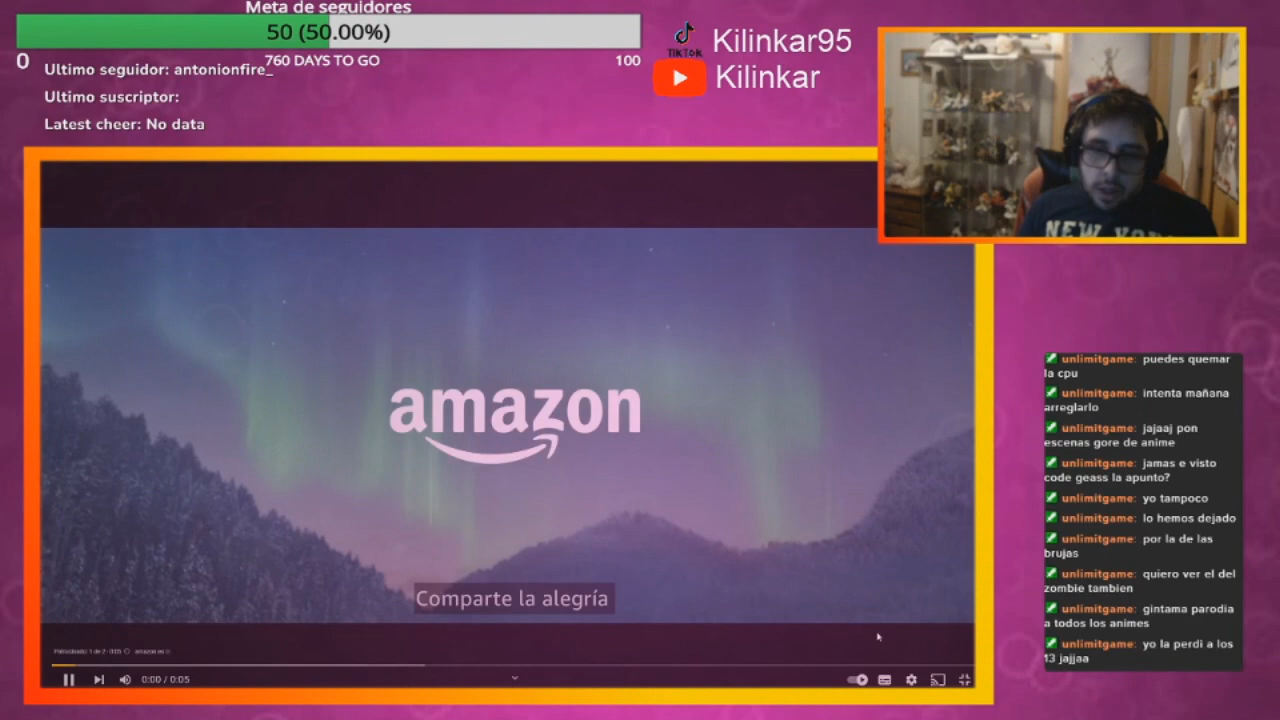 Meta de seguidores
50 (50.00%)
0
760 DAYS TO GO
100
Ultimo seguidor: antonionfire_
Ultimo suscriptor:
Latest cheer: No data
TikTok
Kilinkar95
Kilinkar
NEW YORK
amazon
Comparte la alegría
0:00 / 0:05
unlimitgame: puedes quemar
la cpu
unlimitgame: intenta mañana
arreglarlo
unlimitgame: jajaaj pon
escenas gore de anime
unlimitgame: jamas e visto
code geass la apunto?
unlimitgame: yo tampoco
unlimitgame: lo hemos dejado
unlimitgame: por la de las
brujas
unlimitgame: quiero ver el del
zombie tambien
unlimitgame: gintama parodia
a todos los animes
unlimitgame: yo la perdi a los
13 jajjaa